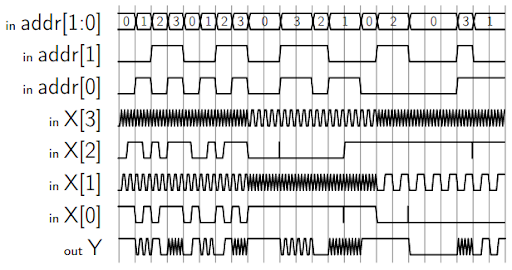 in addr[1:0] 0 1 2 3 0 1 2 3 0 3 2 1 0 2 0 3 1
in addr[1]
in addr[0]
in X[3]
in X[2]
in X[1]
in X[0]
out Y